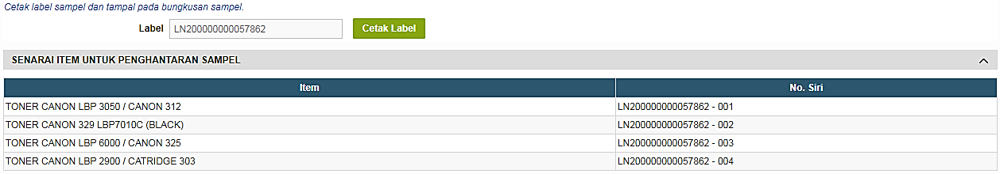 Cetak label sampel dan tampal pada bungkusan sampel.
Label LN200000000057862 Cetak Label
SENARAI ITEM UNTUK PENGHANTARAN SAMPEL
Item No. Siri
TONER CANON LBP 3050 / CANON 312 LN200000000057862 - 001
TONER CANON 329 LBP7010C (BLACK) LN200000000057862 - 002
TONER CANON LBP 6000 / CANON 325 LN200000000057862 - 003
TONER CANON LBP 2900 / CATRIDGE 303 LN200000000057862 - 004